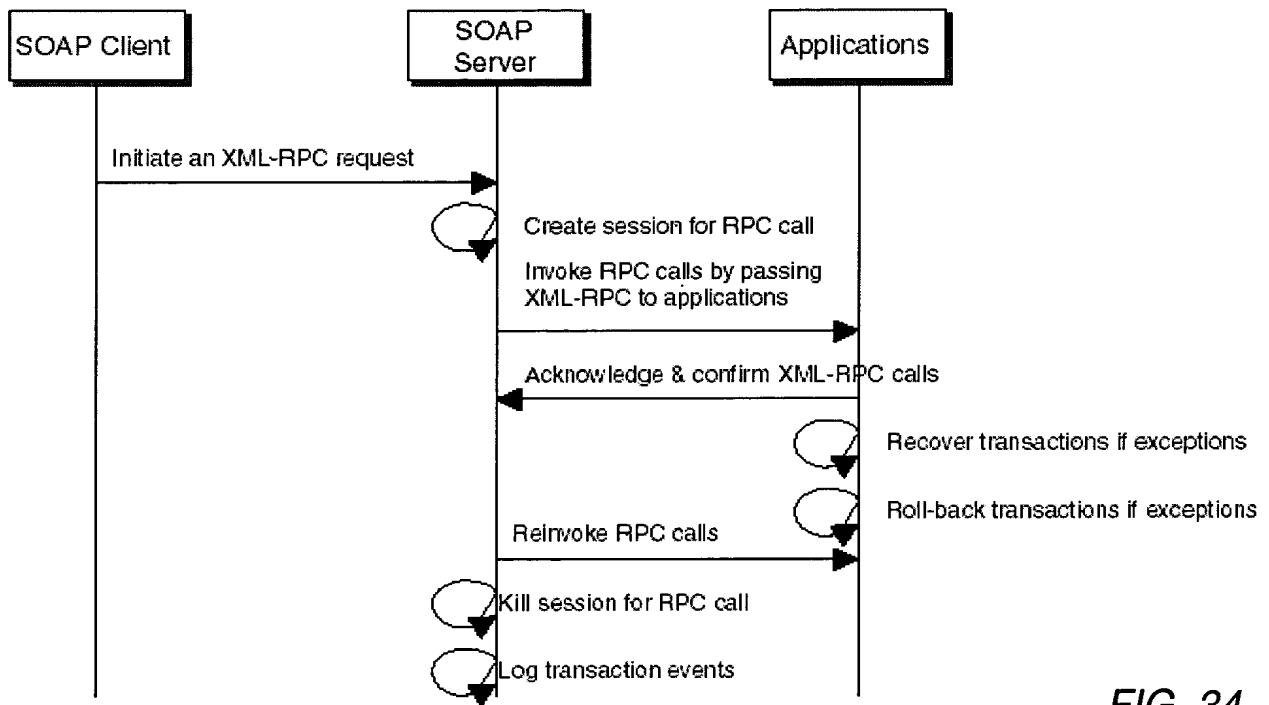 SOAP Client
SOAP
Server
Applications
Initiate an XML-RPC request
Create session for RPC call
Invoke RPC calls by passing
XML-RPC to applications
Acknowledge & confirm XML-RPC calls
Recover transactions if exceptions
Roll-back transactions if exceptions
Reinvoke RPC calls
Kill session for RPC call
Log transaction events
FIG. 34